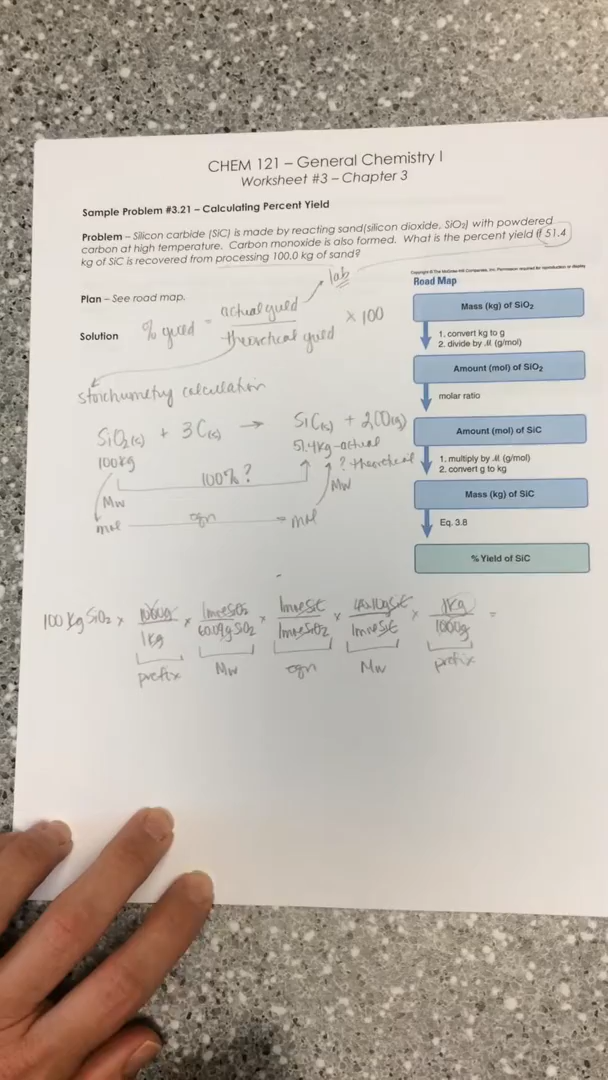 CHEM 121 – General Chemistry I
Worksheet #3 – Chapter 3
Sample Problem #3.21 – Calculating Percent Yield
Problem – Silicon carbide (SiC) is made by reacting sand(silicon dioxide, SiO₂) with powdered
carbon at high temperature. Carbon monoxide is also formed. What is the percent yield if 51.4
kg of SiC is recovered from processing 100.0 kg of sand?
lab
Plan – See road map.
Solution
% yield = actual yield / theoretical yield × 100
stoichiometry calculation
SiO₂(s) + 3C(s) → SiC(s) + 2CO(g)
100kg
51.4kg-actual
100%?
? theoretical
Mw
Mw
mol
eqn
mol
100 kg SiO₂ × 1000g / 1kg × 1mole SiO₂ / 60.09g SiO₂ × 1mole SiC / 1mole SiO₂ × 40.10g SiC / 1mole SiC × 1kg / 1000g =
prefix
Mw
eqn
Mw
prefix
Road Map
Mass (kg) of SiO₂
1. convert kg to g
2. divide by ℳ (g/mol)
Amount (mol) of SiO₂
molar ratio
Amount (mol) of SiC
1. multiply by ℳ (g/mol)
2. convert g to kg
Mass (kg) of SiC
Eq. 3.8
% Yield of SiC